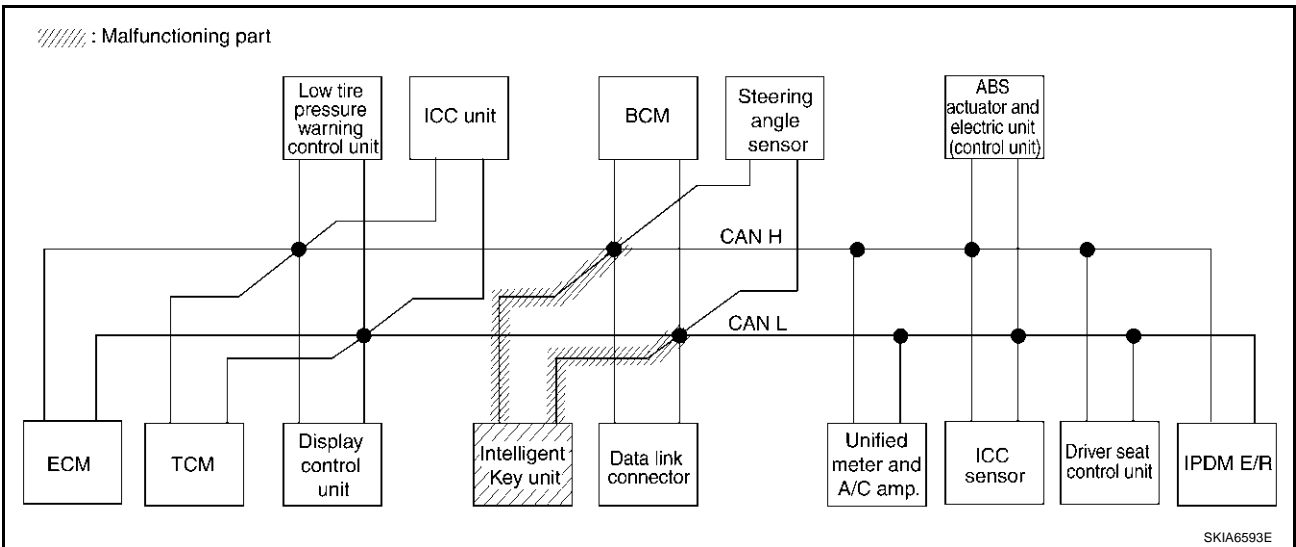 : Malfunctioning part
Low tire
pressure
warning
control unit
ICC unit
BCM
Steering
angle
sensor
ABS
actuator and
electric unit
(control unit)
CAN H
CAN L
ECM
TCM
Display
control
unit
Intelligent
Key unit
Data link
connector
Unified
meter and
A/C amp.
ICC
sensor
Driver seat
control unit
IPDM E/R
SKIA6593E